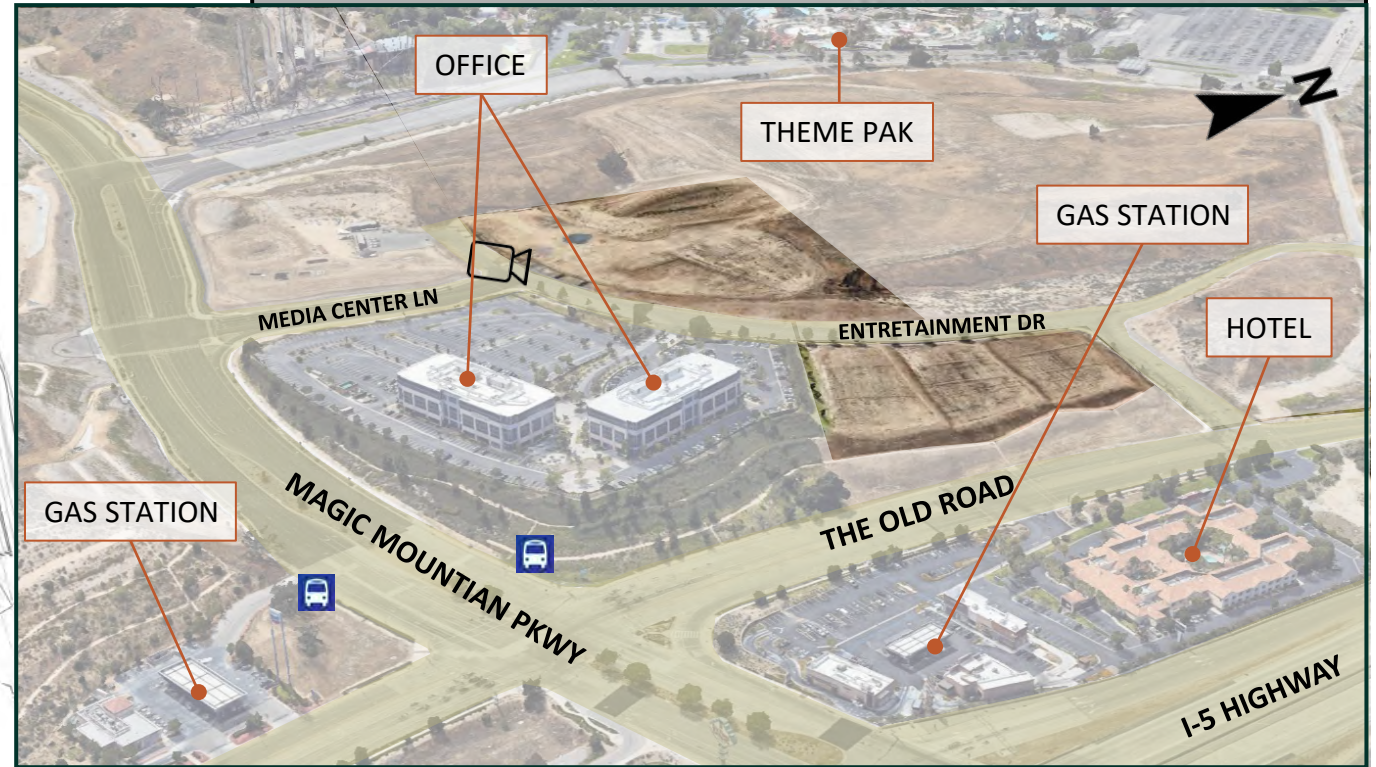 OFFICE
THEME PAK
N
GAS STATION
HOTEL
MEDIA CENTER LN
ENTRETAINMENT DR
GAS STATION
MAGIC MOUNTIAN PKWY
THE OLD ROAD
I-5 HIGHWAY